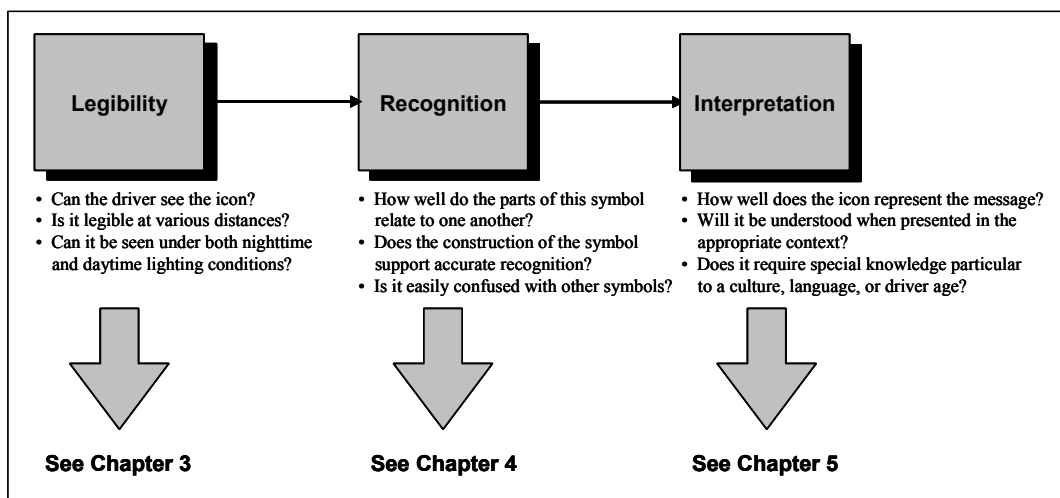 Legibility
Recognition
Interpretation
• Can the driver see the icon?
• Is it legible at various distances?
• Can it be seen under both nighttime
and daytime lighting conditions?
• How well do the parts of this symbol
relate to one another?
• Does the construction of the symbol
support accurate recognition?
• Is it easily confused with other symbols?
• How well does the icon represent the message?
• Will it be understood when presented in the
appropriate context?
• Does it require special knowledge particular
to a culture, language, or driver age?
See Chapter 3
See Chapter 4
See Chapter 5